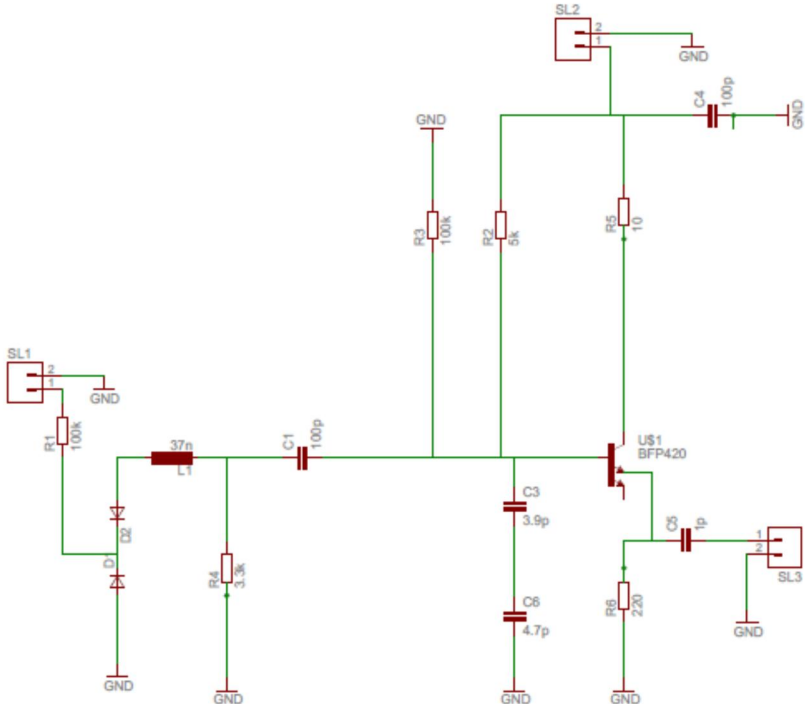 SL2
2
1
GND
C4
100p
GND
GND
R3
100k
R2
5k
R5
10
SL1
2
1
GND
R1
100k
37n
L1
C1
100p
U$1
BFP420
D2
D1
R4
3.3k
C3
3.9p
C6
4.7p
C5
1p
1
2
SL3
R6
220
GND
GND
GND
GND
GND